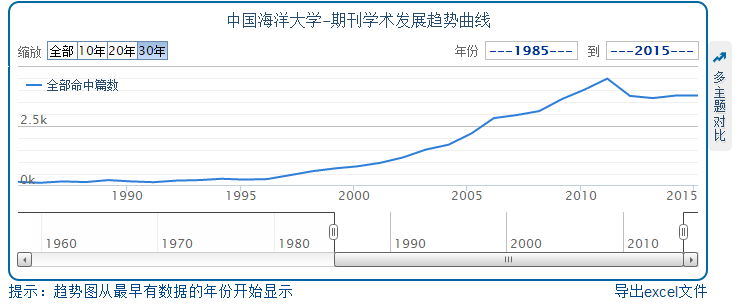 中国海洋大学-期刊学术发展趋势曲线
缩放 全部 10年 20年 30年 年份 ---1985--- 到 ---2015---
全部命中篇数
2.5k
0k
1990 1995 2000 2005 2010 2015
1960 1970 1980 1990 2000 2010
提示：趋势图从最早有数据的年份开始显示 导出excel文件
多主题对比